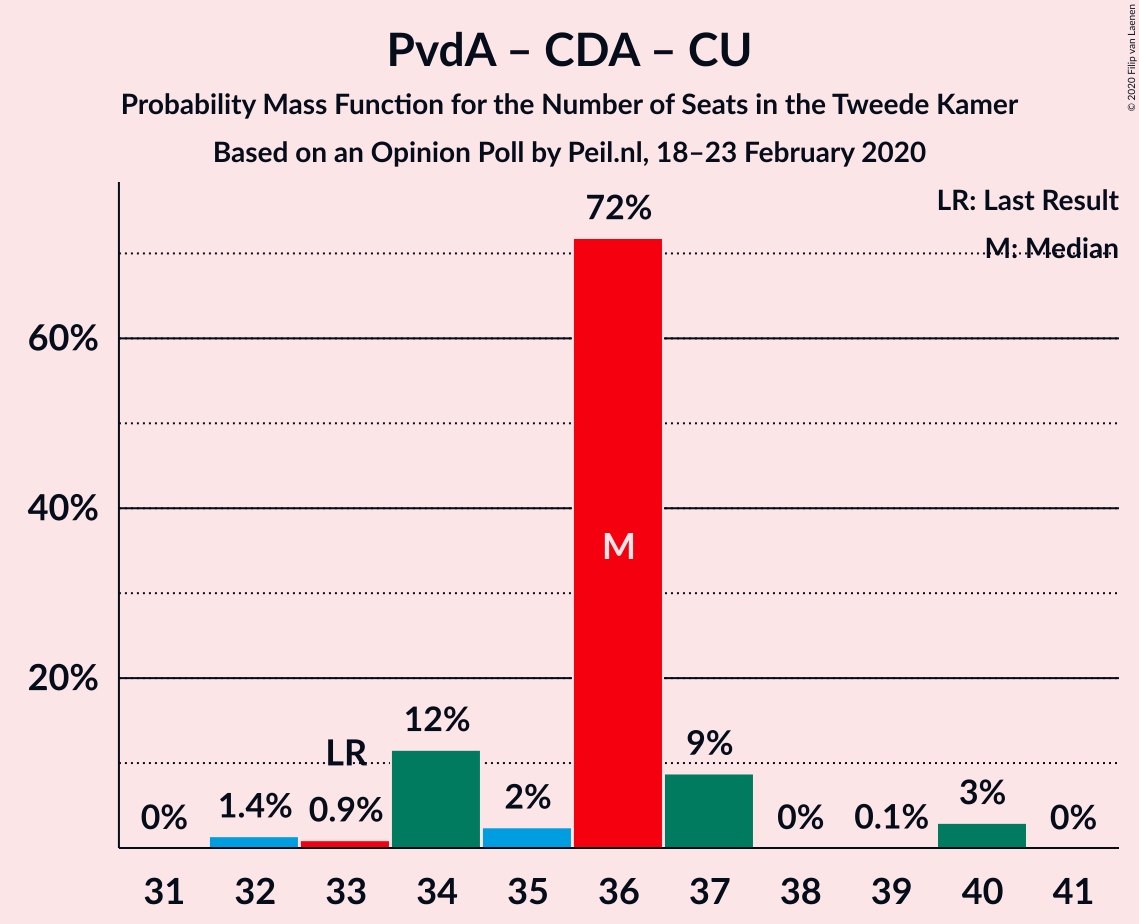 PvdA – CDA – CU
Probability Mass Function for the Number of Seats in the Tweede Kamer
Based on an Opinion Poll by Peil.nl, 18–23 February 2020
© 2020 Filip van Laenen
LR: Last Result
M: Median
60%
40%
20%
0%
1.4%
LR
0.9%
12%
2%
72%
M
9%
0%
0.1%
3%
0%
31 32 33 34 35 36 37 38 39 40 41